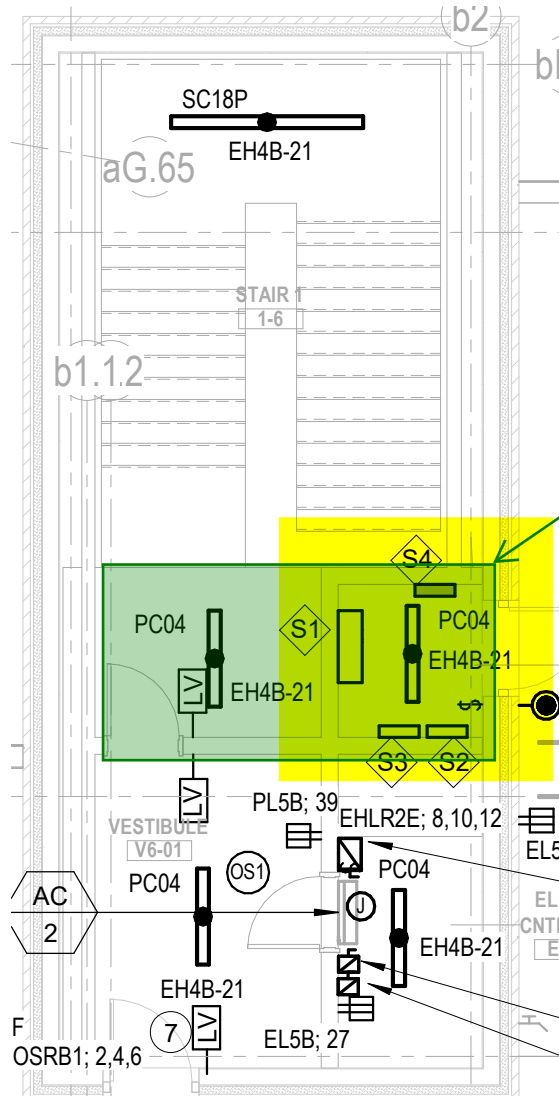 b2
b
SC18P
EH4B-21
aG.65
STAIR 1
1-6
b1.1.2
S4
PC04
S1
PC04
EH4B-21
LV
EH4B-21
S3
S2
LV
PL5B; 39
EHLR2E; 8,10,12
VESTIBULE
V6-01
EL5
OS1
PC04
PC04
AC
2
J
EL
CNT
E
EH4B-21
EH4B-21
7
LV
EL5B; 27
F
OSRB1; 2,4,6